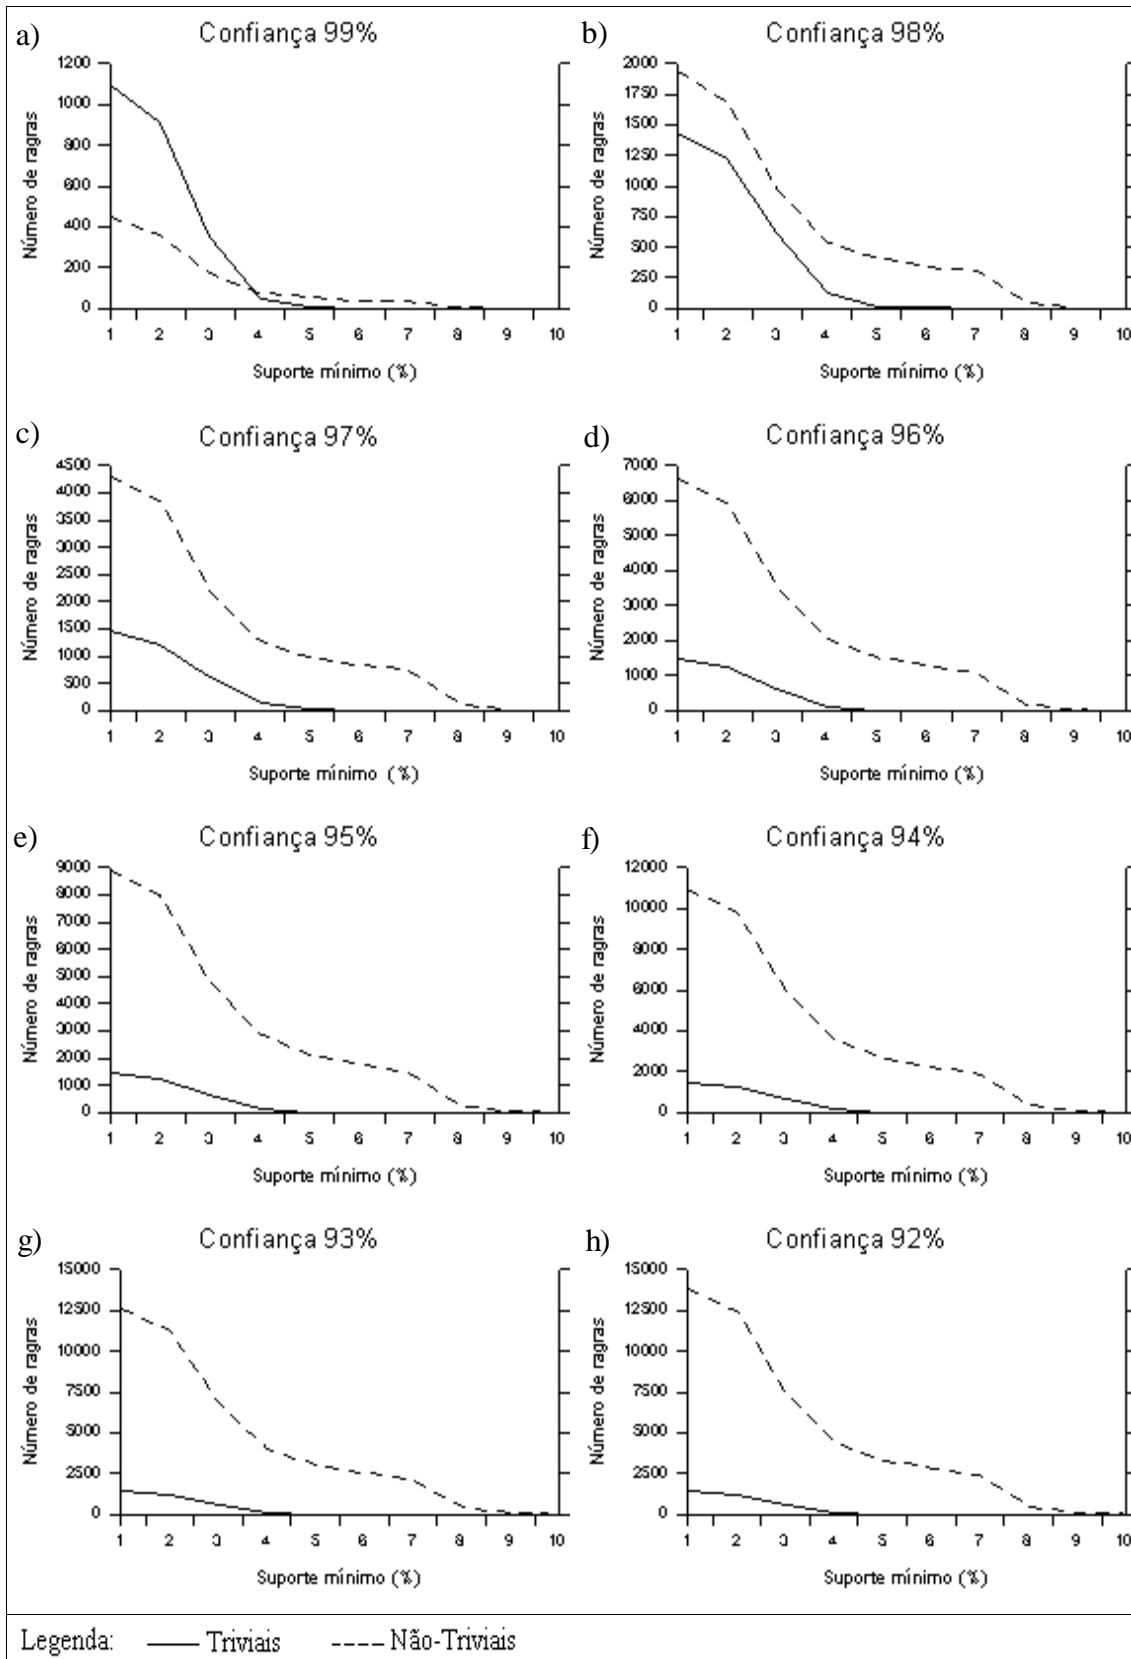 a)
Confiança 99%
Número de ragras
1200
1000
800
600
400
200
0
1 2 3 4 5 6 7 8 9 10
Suporte mínimo (%)
b)
Confiança 98%
Número de ragras
2000
1750
1500
1250
1000
750
500
250
0
1 2 3 4 5 6 7 8 9 10
Suporte mínimo (%)
c)
Confiança 97%
Número de ragras
4500
4000
3500
3000
2500
2000
1500
1000
500
0
1 2 3 4 5 6 7 8 9 10
Suporte mínimo (%)
d)
Confiança 96%
Número de ragras
7000
6000
5000
4000
3000
2000
1000
0
1 2 3 4 5 6 7 8 9 10
Suporte mínimo (%)
e)
Confiança 95%
Número de ragras
9000
8000
7000
6000
5000
4000
3000
2000
1000
0
1 2 3 4 5 6 7 8 9 10
Suporte mínimo (%)
f)
Confiança 94%
Número de ragras
12000
10000
8000
6000
4000
2000
0
1 2 3 4 5 6 7 8 9 10
Suporte mínimo (%)
g)
Confiança 93%
Número de ragras
15000
12500
10000
7500
5000
2500
0
1 2 3 4 5 6 7 8 9 10
Suporte mínimo (%)
h)
Confiança 92%
Número de ragras
15000
12500
10000
7500
5000
2500
0
1 2 3 4 5 6 7 8 9 10
Suporte mínimo (%)
Legenda: Triviais Não-Triviais